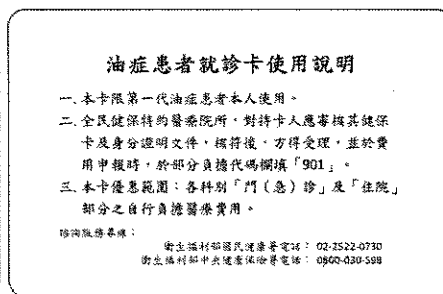 油症患者就診卡使用說明
一、本卡限第一代油症患者本人使用。
二、全民健保特約醫療院所，對持卡人應審核其健保
卡及身分證明文件，核符後，方得受理，並於費
用申報時，於部分負擔代碼欄填「901」。
三、本卡優惠範圍：各科別「門（急）診」及「住院」
部分之自行負擔醫療費用。
諮詢服務專線：
衛生福利部國民健康署電話： 02-2522-0730
衛生福利部中央健康保險署電話： 0800-030-598